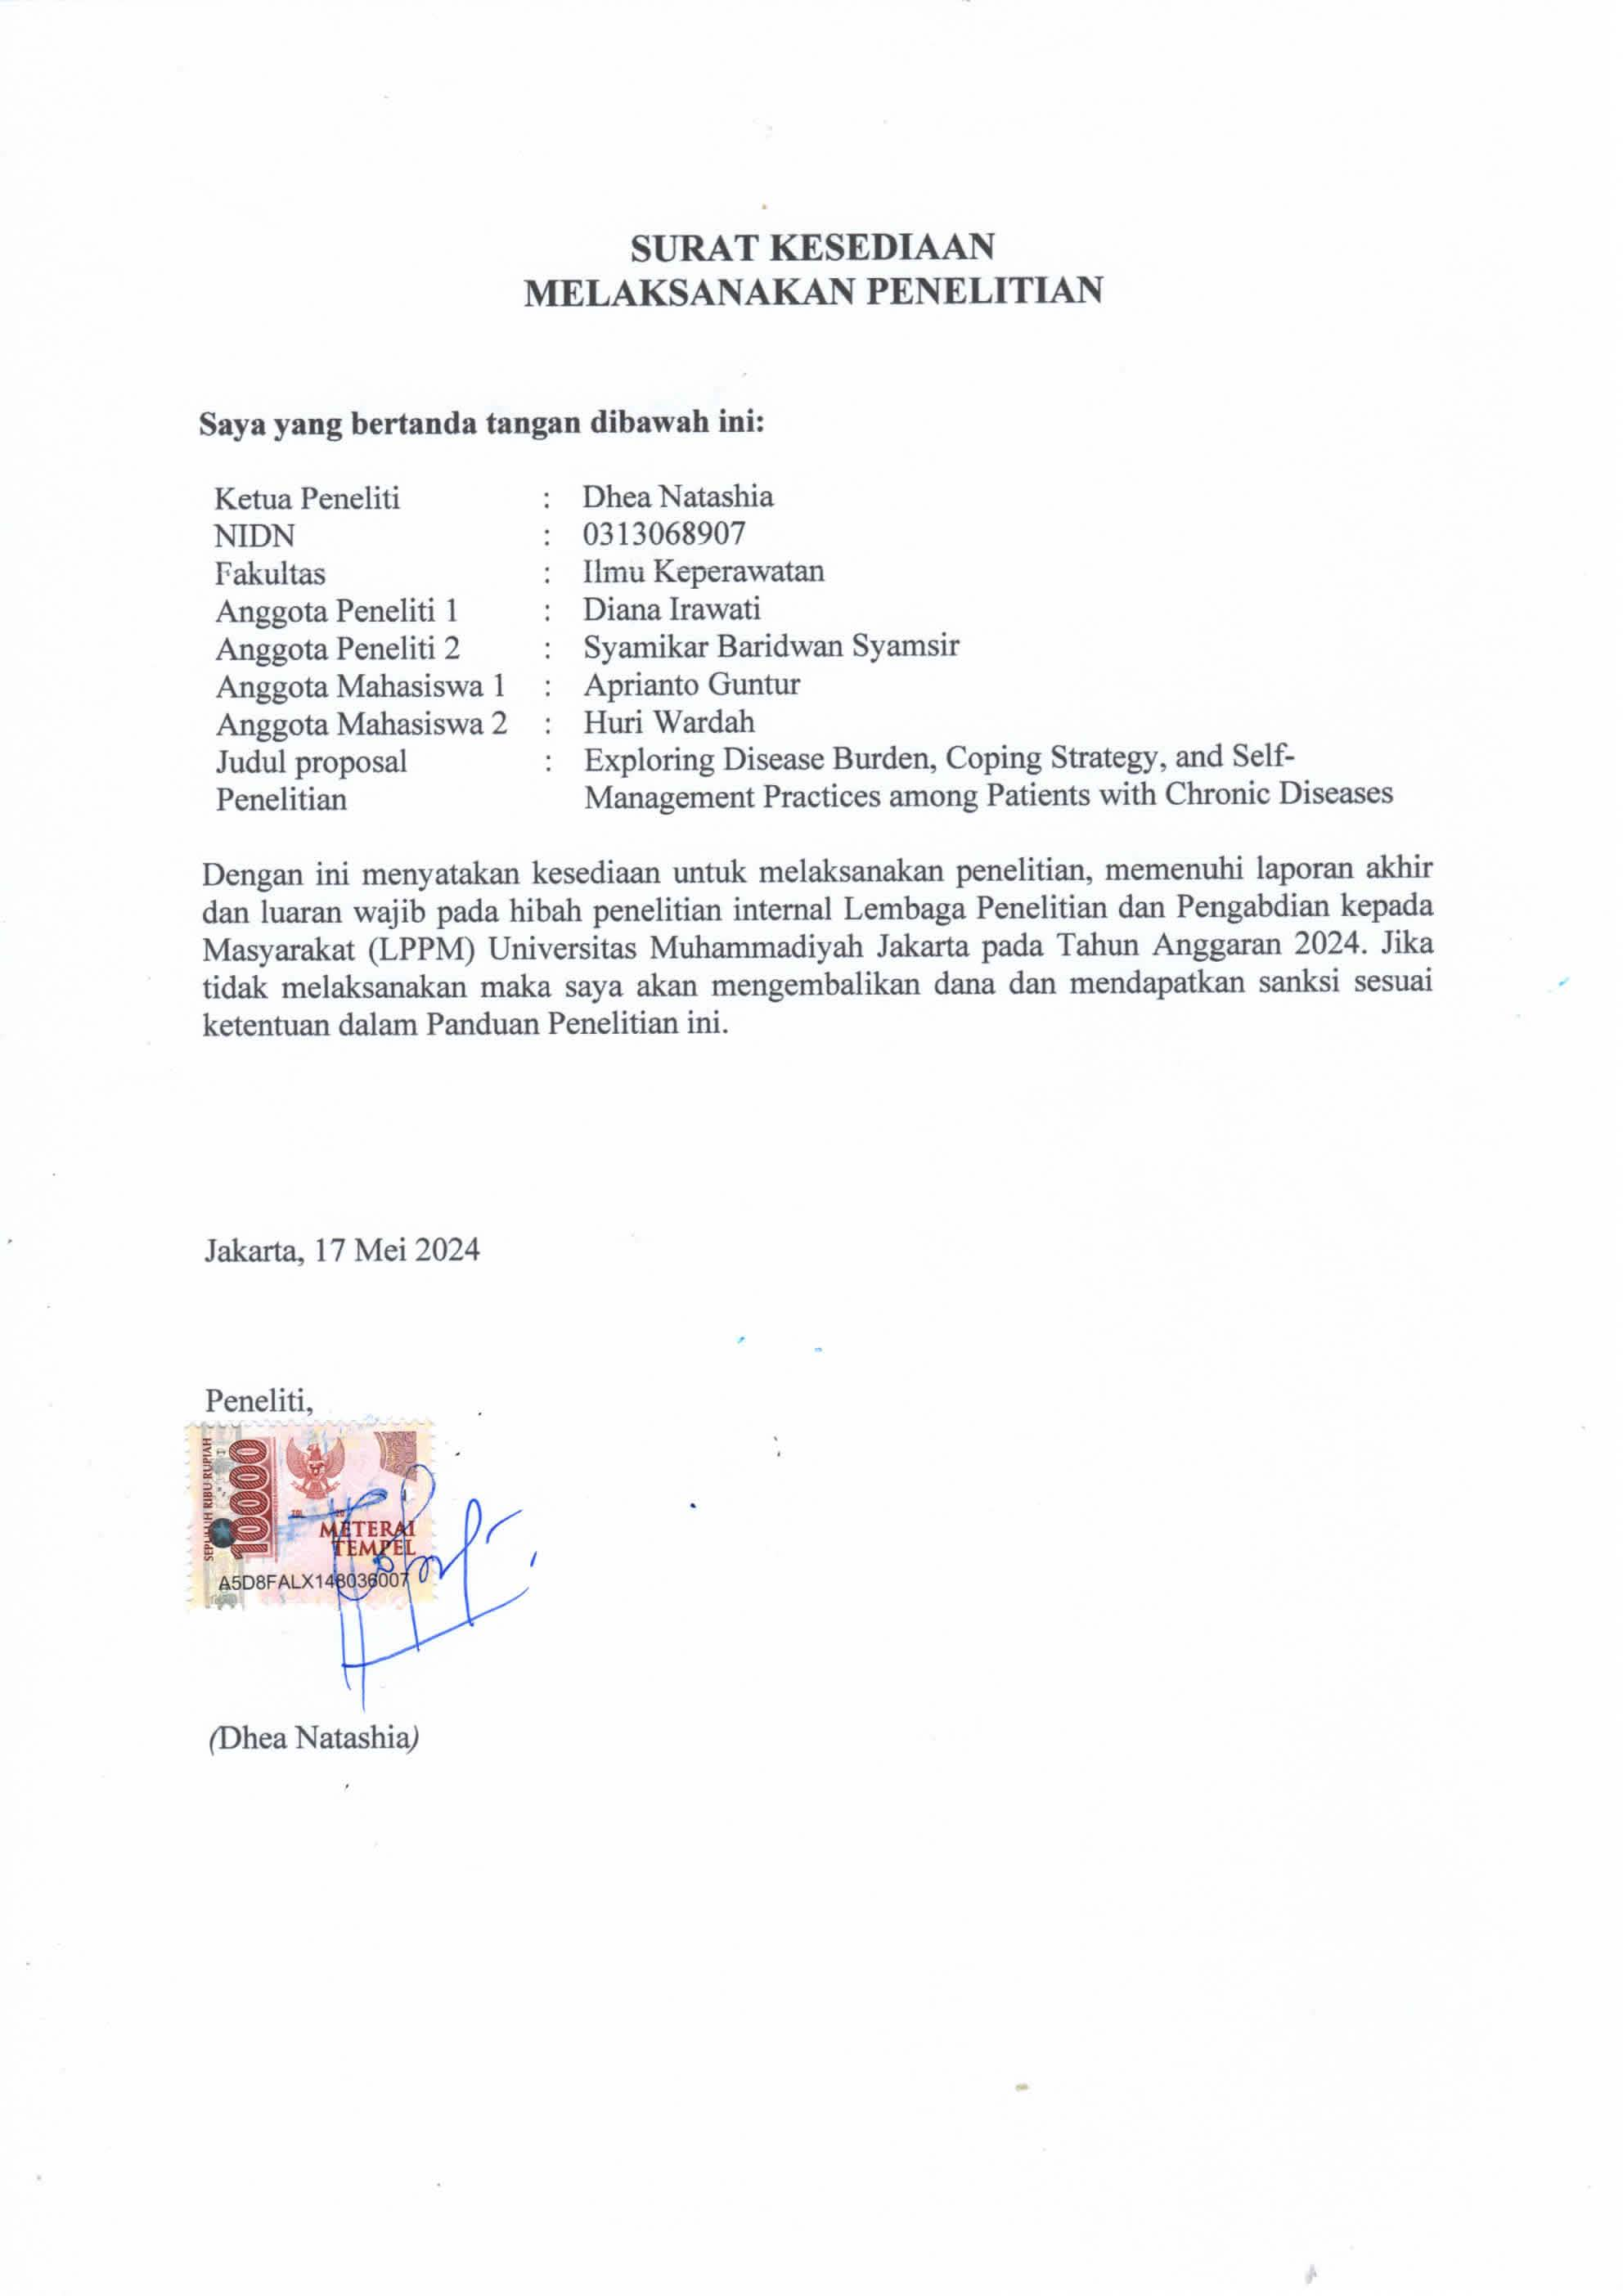 SURAT KESEDIAAN
MELAKSANAKAN PENELITIAN
Saya yang bertanda tangan dibawah ini:
Ketua Peneliti : Dhea Natashia
NIDN : 0313068907
Fakultas : Ilmu Keperawatan
Anggota Peneliti 1 : Diana Irawati
Anggota Peneliti 2 : Syamikar Baridwan Syamsir
Anggota Mahasiswa 1 : Aprianto Guntur
Anggota Mahasiswa 2 : Huri Wardah
Judul proposal : Exploring Disease Burden, Coping Strategy, and Self-
Penelitian Management Practices among Patients with Chronic Diseases
Dengan ini menyatakan kesediaan untuk melaksanakan penelitian, memenuhi laporan akhir
dan luaran wajib pada hibah penelitian internal Lembaga Penelitian dan Pengabdian kepada
Masyarakat (LPPM) Universitas Muhammadiyah Jakarta pada Tahun Anggaran 2024. Jika
tidak melaksanakan maka saya akan mengembalikan dana dan mendapatkan sanksi sesuai
ketentuan dalam Panduan Penelitian ini.
Jakarta, 17 Mei 2024
Peneliti,
SEPULUH RIBU RUPIAH
10000
METERAI
TEMPEL
A5D8FALX148036007
(Dhea Natashia)